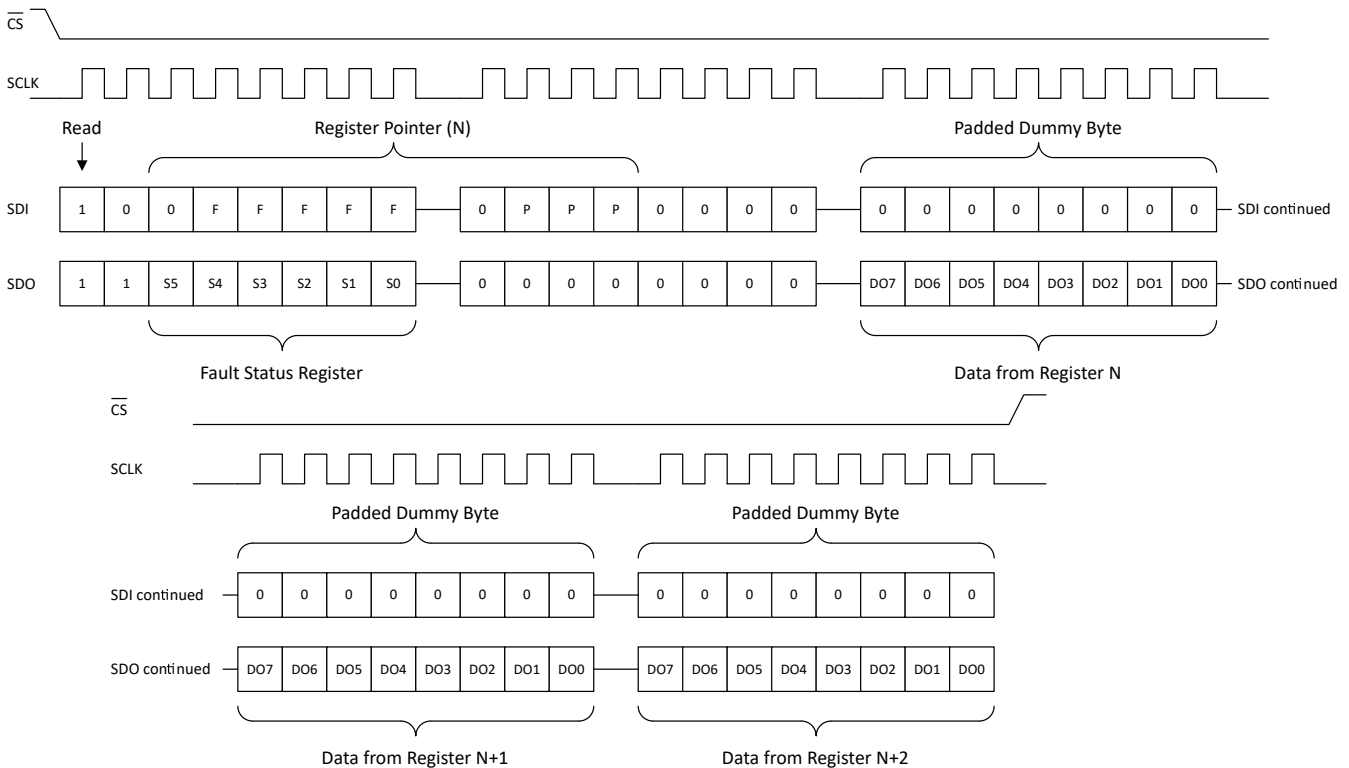 CS
SCLK
Read
Register Pointer (N)
Padded Dummy Byte
SDI 1 0 0 F F F F F 0 P P P 0 0 0 0 0 0 0 0 0 0 0 0 SDI continued
SDO 1 1 S5 S4 S3 S2 S1 S0 0 0 0 0 0 0 0 0 DO7 DO6 DO5 DO4 DO3 DO2 DO1 DO0 SDO continued
Fault Status Register
Data from Register N
CS
SCLK
Padded Dummy Byte
Padded Dummy Byte
SDI continued 0 0 0 0 0 0 0 0 0 0 0 0 0 0 0 0
SDO continued DO7 DO6 DO5 DO4 DO3 DO2 DO1 DO0 DO7 DO6 DO5 DO4 DO3 DO2 DO1 DO0
Data from Register N+1
Data from Register N+2